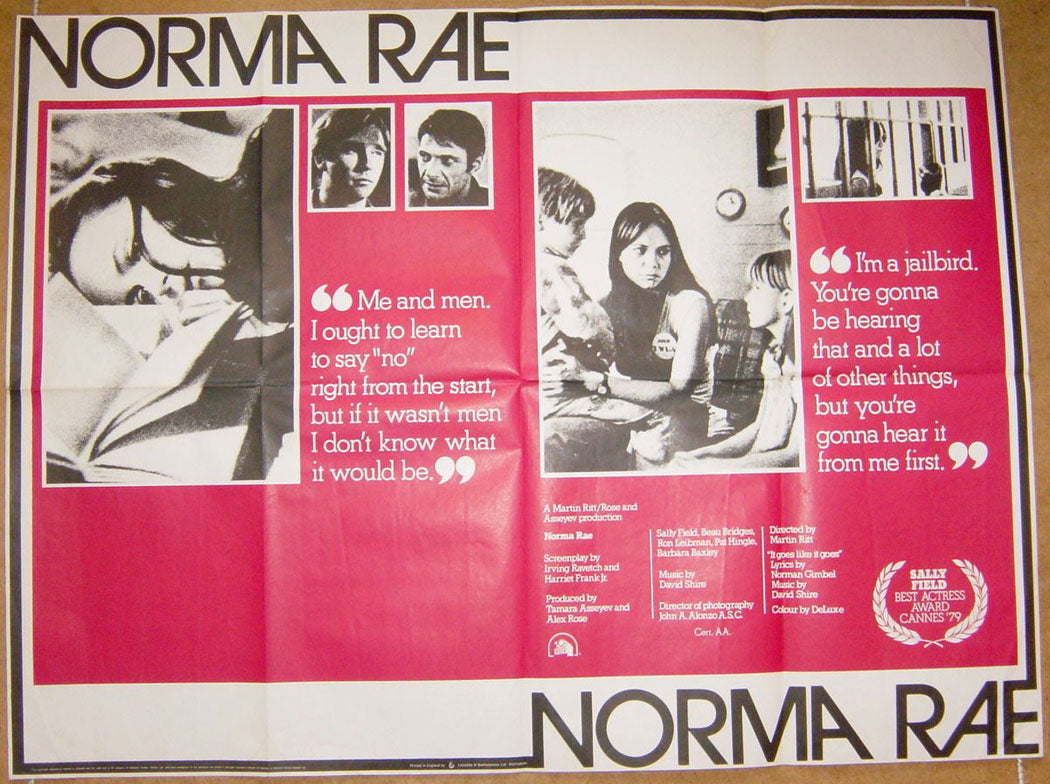 NORMA RAE
“Me and men.
I ought to learn
to say "no"
right from the start,
but if it wasn't men
I don't know what
it would be.”
“I'm a jailbird.
You're gonna
be hearing
that and a lot
of other things,
but you're
gonna hear it
from me first.”
A Martin Ritt/Rose and
Asseyev production
Norma Rae
Screenplay by
Irving Ravetch and
Harriet Frank Jr.
Produced by
Tamara Asseyev and
Alex Rose
Sally Field, Beau Bridges,
Ron Leibman, Pat Hingle,
Barbara Baxley
Music by
David Shire
Director of photography
John A. Alonzo A.S.C.
Cert. AA.
Directed by
Martin Ritt
"It goes like it goes"
Lyrics by
Norman Gimbel
Music by
David Shire
Colour by DeLuxe
SALLY
FIELD
BEST ACTRESS
AWARD
CANNES '79
NORMA RAE
Printed in England by